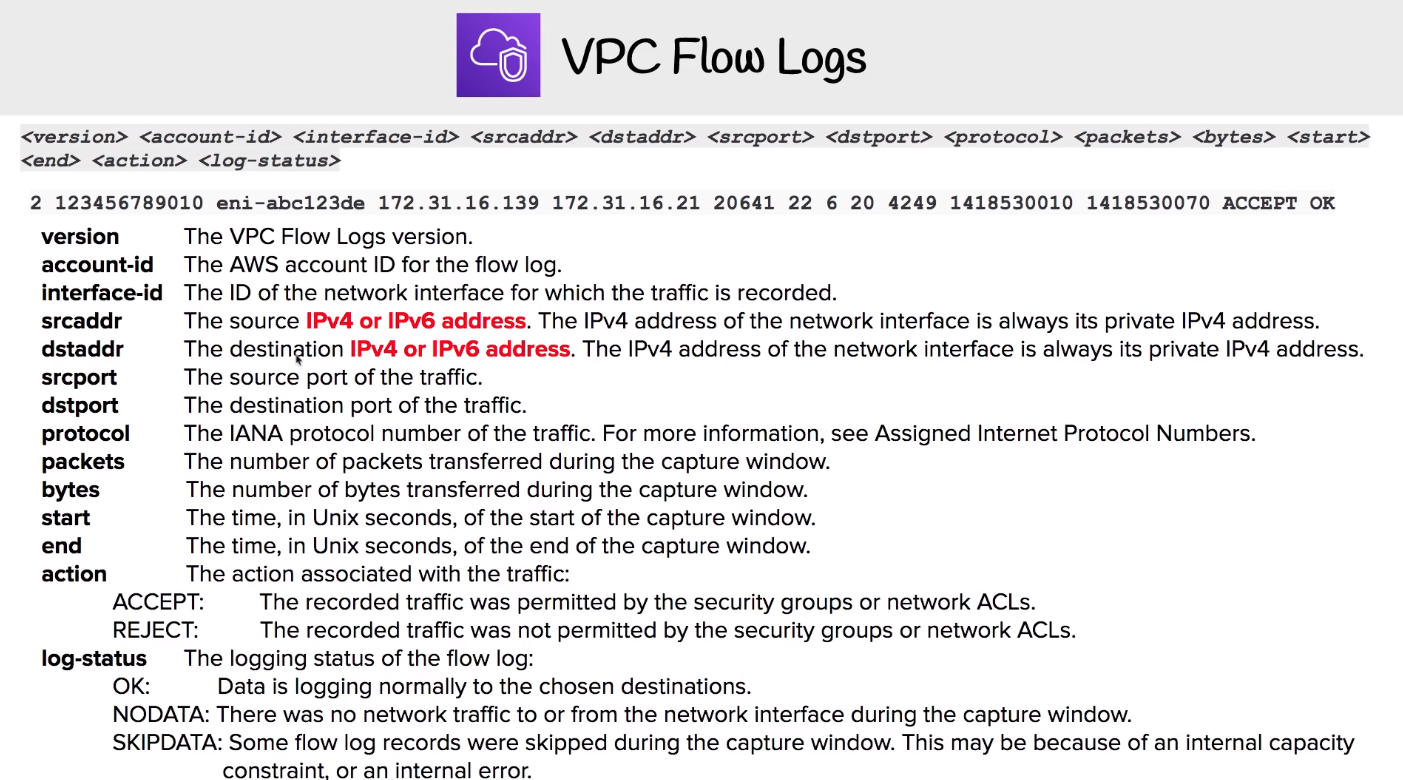 VPC Flow Logs
<version> <account-id> <interface-id> <srcaddr> <dstaddr> <srcport> <dstport> <protocol> <packets> <bytes> <start>
<end> <action> <log-status>
2 123456789010 eni-abc123de 172.31.16.139 172.31.16.21 20641 22 6 20 4249 1418530010 1418530070 ACCEPT OK
version The VPC Flow Logs version.
account-id The AWS account ID for the flow log.
interface-id The ID of the network interface for which the traffic is recorded.
srcaddr The source IPv4 or IPv6 address. The IPv4 address of the network interface is always its private IPv4 address.
dstaddr The destination IPv4 or IPv6 address. The IPv4 address of the network interface is always its private IPv4 address.
srcport The source port of the traffic.
dstport The destination port of the traffic.
protocol The IANA protocol number of the traffic. For more information, see Assigned Internet Protocol Numbers.
packets The number of packets transferred during the capture window.
bytes The number of bytes transferred during the capture window.
start The time, in Unix seconds, of the start of the capture window.
end The time, in Unix seconds, of the end of the capture window.
action The action associated with the traffic:
ACCEPT: The recorded traffic was permitted by the security groups or network ACLs.
REJECT: The recorded traffic was not permitted by the security groups or network ACLs.
log-status The logging status of the flow log:
OK: Data is logging normally to the chosen destinations.
NODATA: There was no network traffic to or from the network interface during the capture window.
SKIPDATA: Some flow log records were skipped during the capture window. This may be because of an internal capacity
constraint, or an internal error.